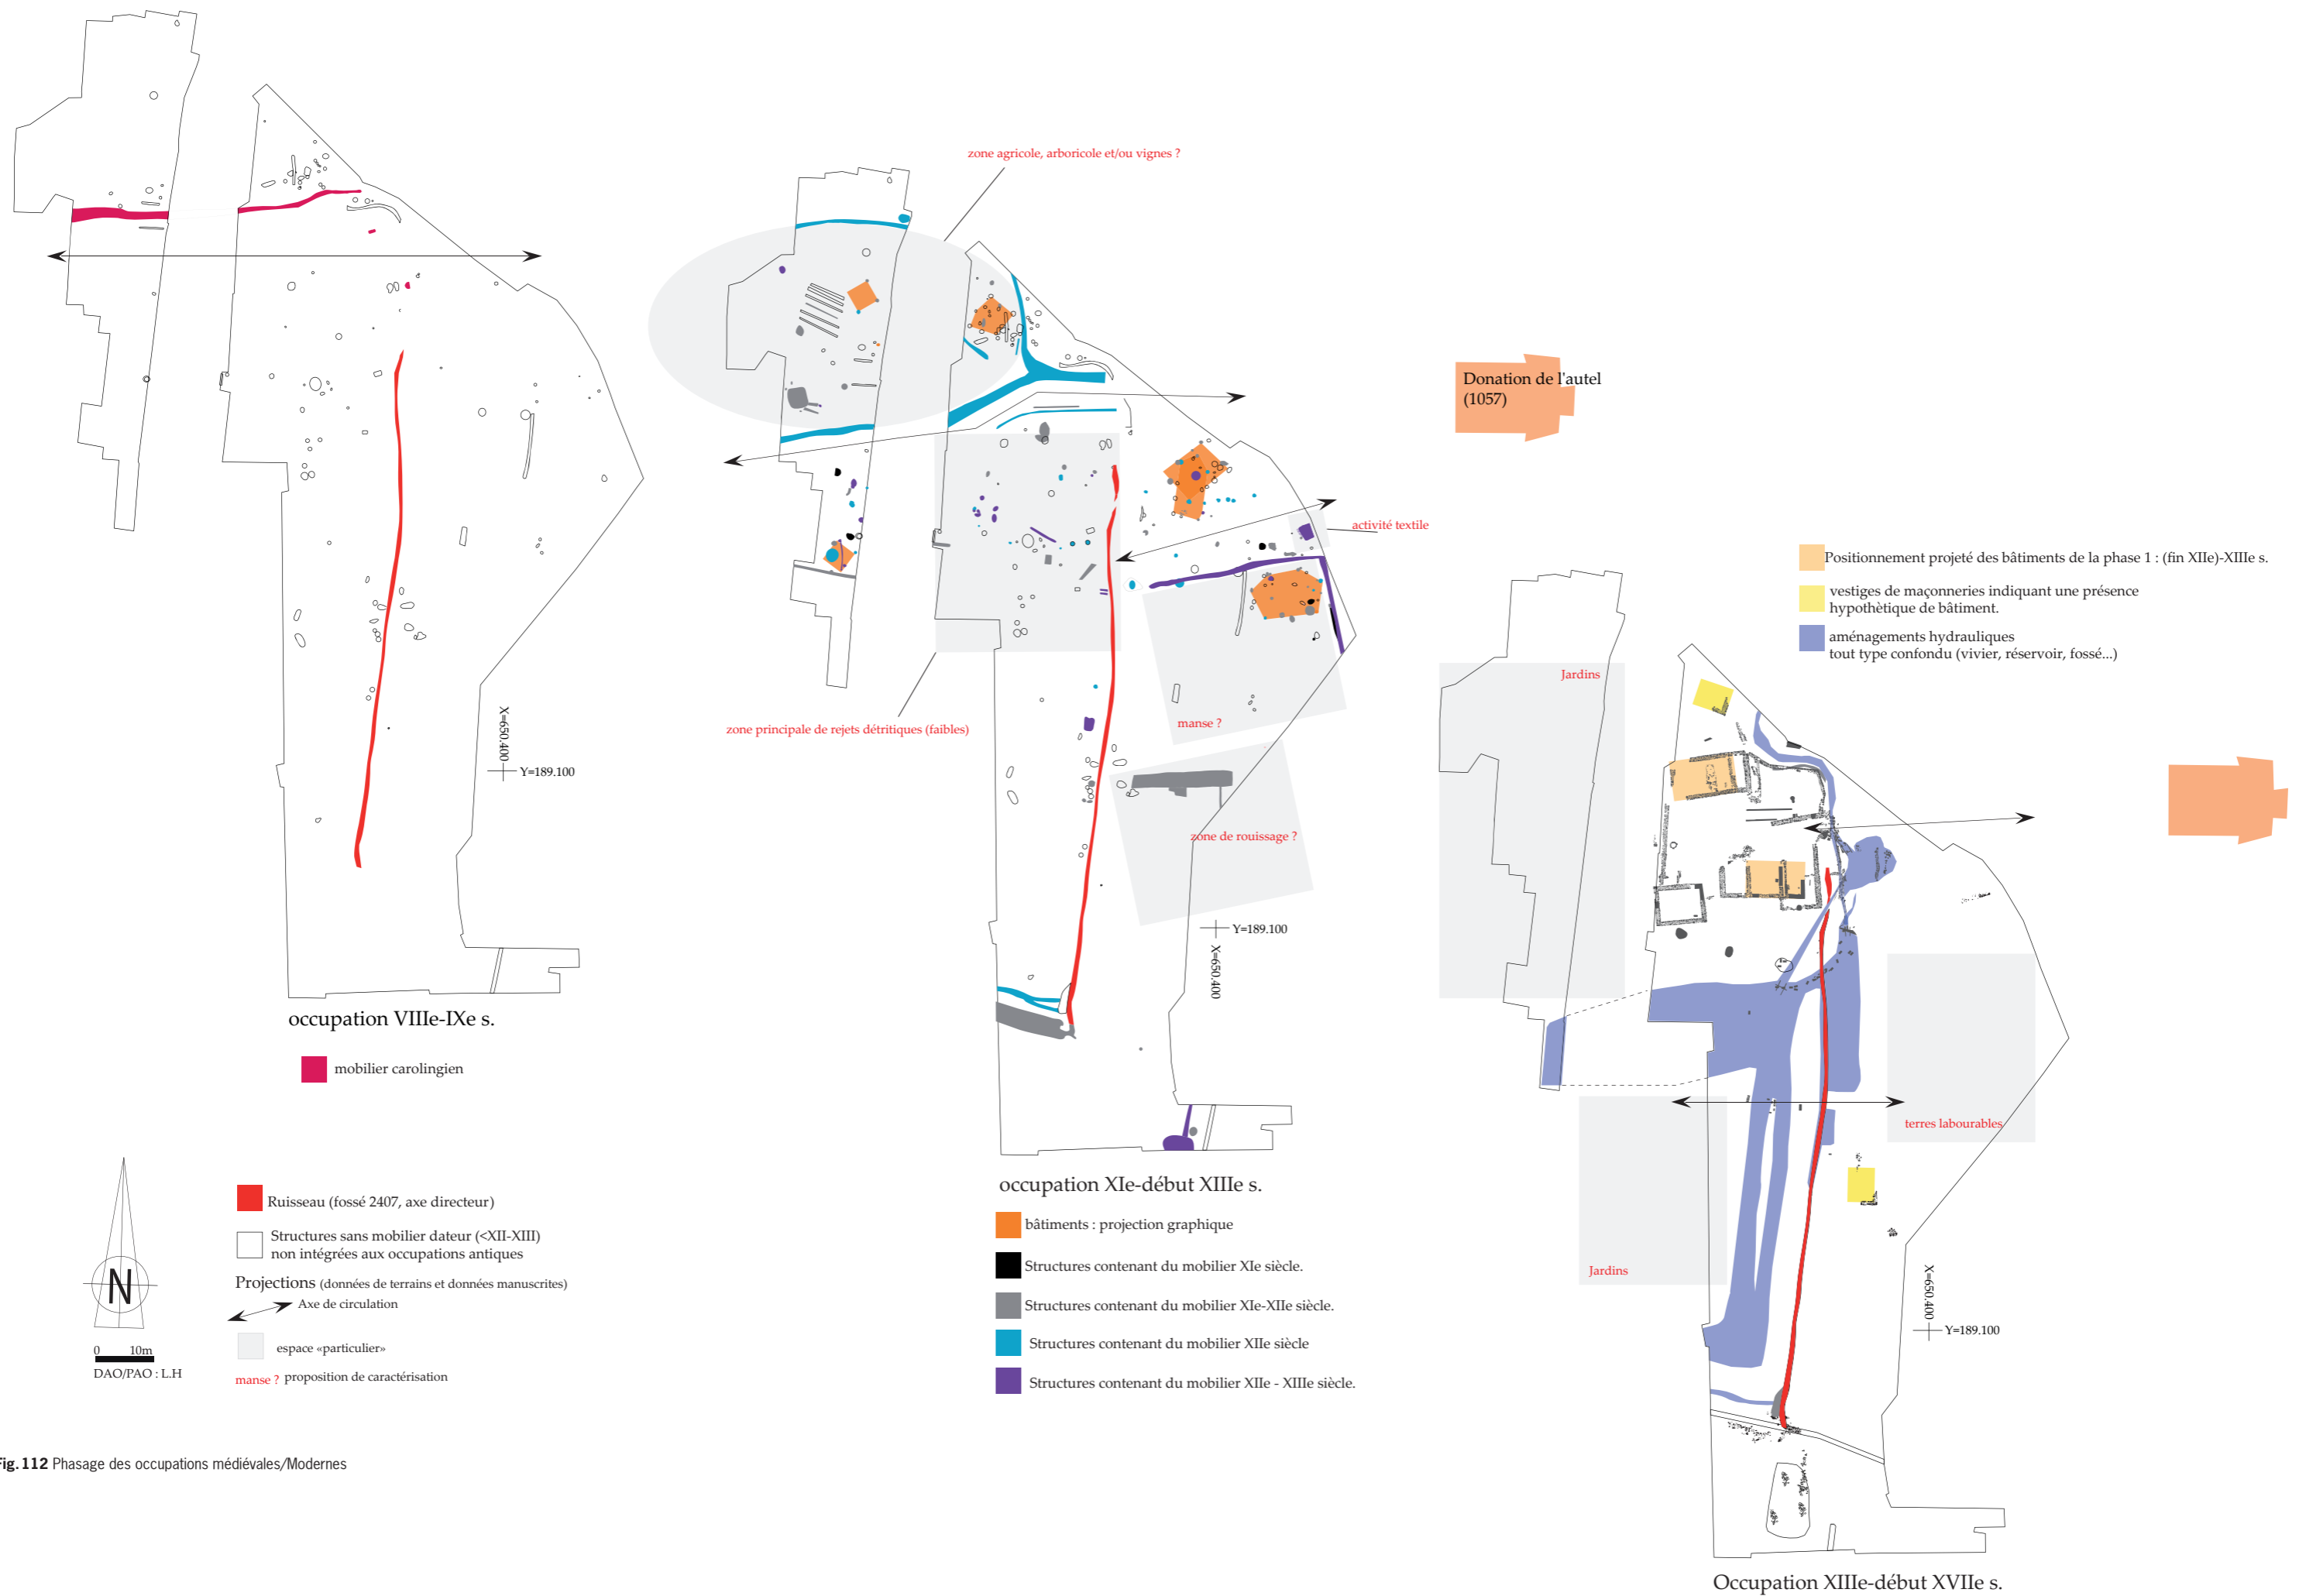 zone agricole, arboricole et/ou vignes ?
Donation de l'autel
(1057)
activité textile
manse ?
zone principale de rejets détritiques (faibles)
zone de rouissage ?
X=650.400
Y=189.100
occupation VIIIe-IXe s.
mobilier carolingien
Ruisseau (fossé 2407, axe directeur)
Structures sans mobilier dateur (<XII-XIII)
non intégrées aux occupations antiques
Projections (données de terrains et données manuscrites)
Axe de circulation
espace «particulier»
manse ? proposition de caractérisation
N
0 10m
DAO/PAO : L.H
Y=189.100
X=650.400
occupation XIe-début XIIIe s.
bâtiments : projection graphique
Structures contenant du mobilier XIe siècle.
Structures contenant du mobilier XIe-XIIe siècle.
Structures contenant du mobilier XIIe siècle
Structures contenant du mobilier XIIe - XIIIe siècle.
Positionnement projeté des bâtiments de la phase 1 : (fin XIIe)-XIIIe s.
vestiges de maçonneries indiquant une présence
hypothètique de bâtiment.
aménagements hydrauliques
tout type confondu (vivier, réservoir, fossé...)
Jardins
terres labourables
Jardins
X=650.400
Y=189.100
Occupation XIIIe-début XVIIe s.
Fig. 112 Phasage des occupations médiévales/Modernes